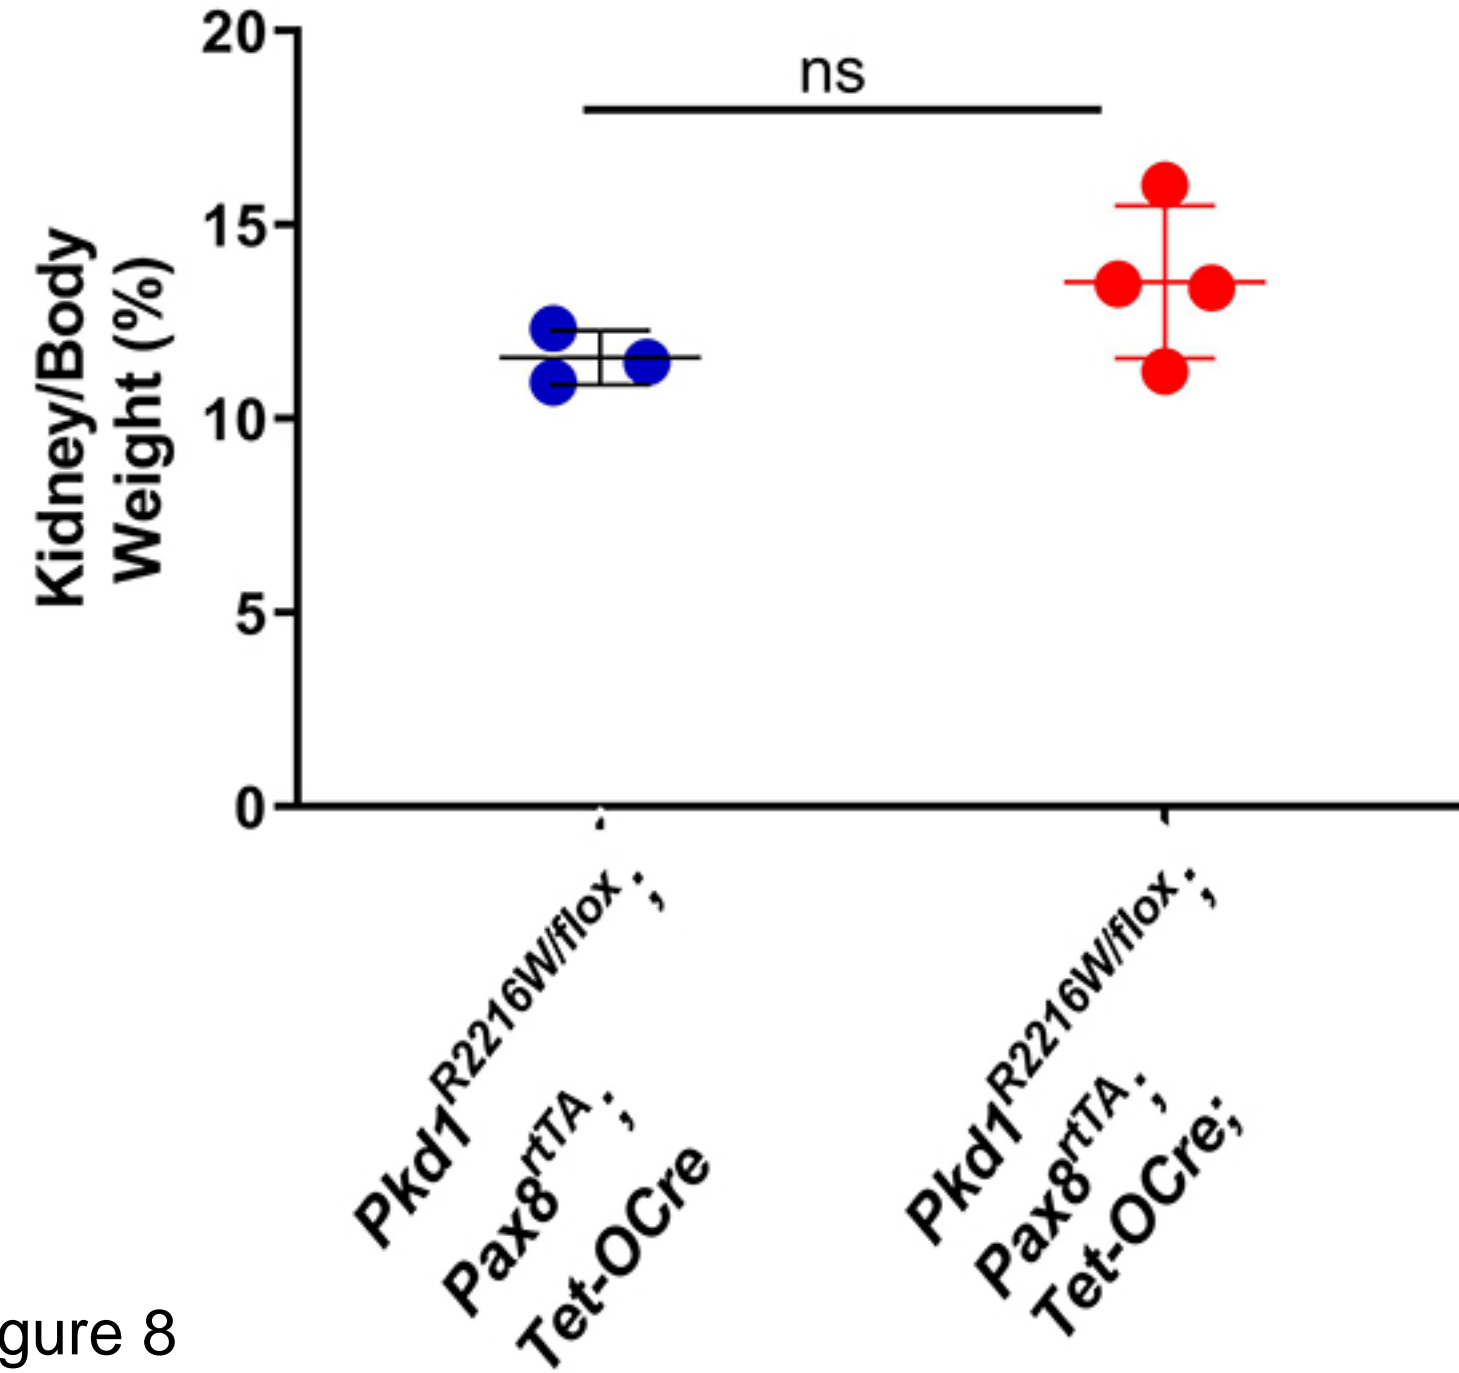 20
ns
15
10
5
0
Kidney/Body
Weight (%)
Pkd1R2216W/flox;
Pax8rtTA;
Tet-OCre
Pkd1R2216W/flox;
Pax8rtTA;
Tet-OCre;
gure 8